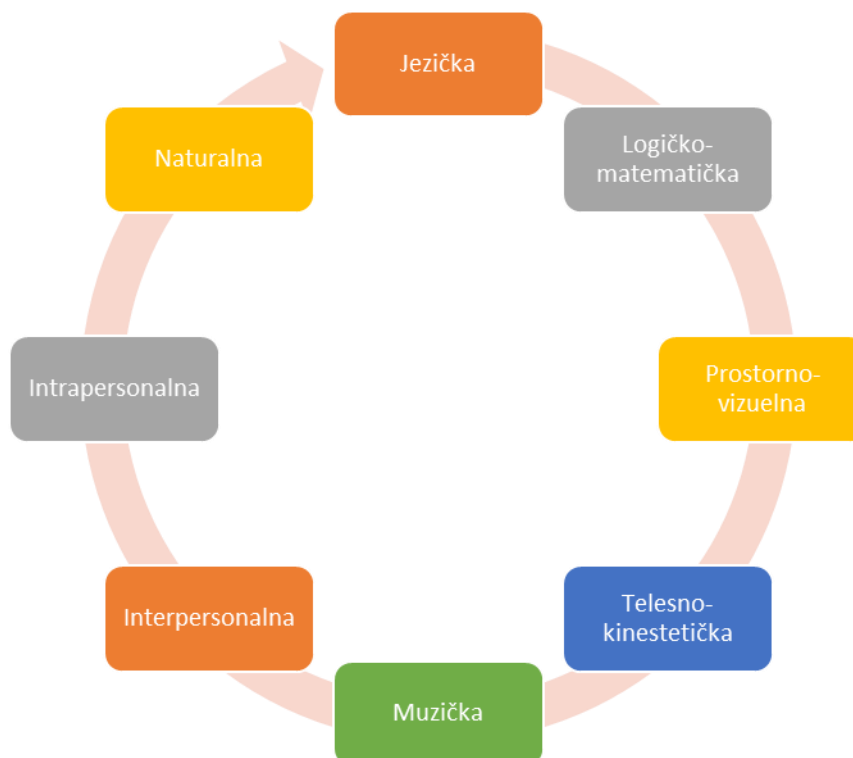 Jezička
Logičko-
matematička
Prostorno-
vizuelna
Telesno-
kinestetička
Muzička
Interpersonalna
Intrapersonalna
Naturalna